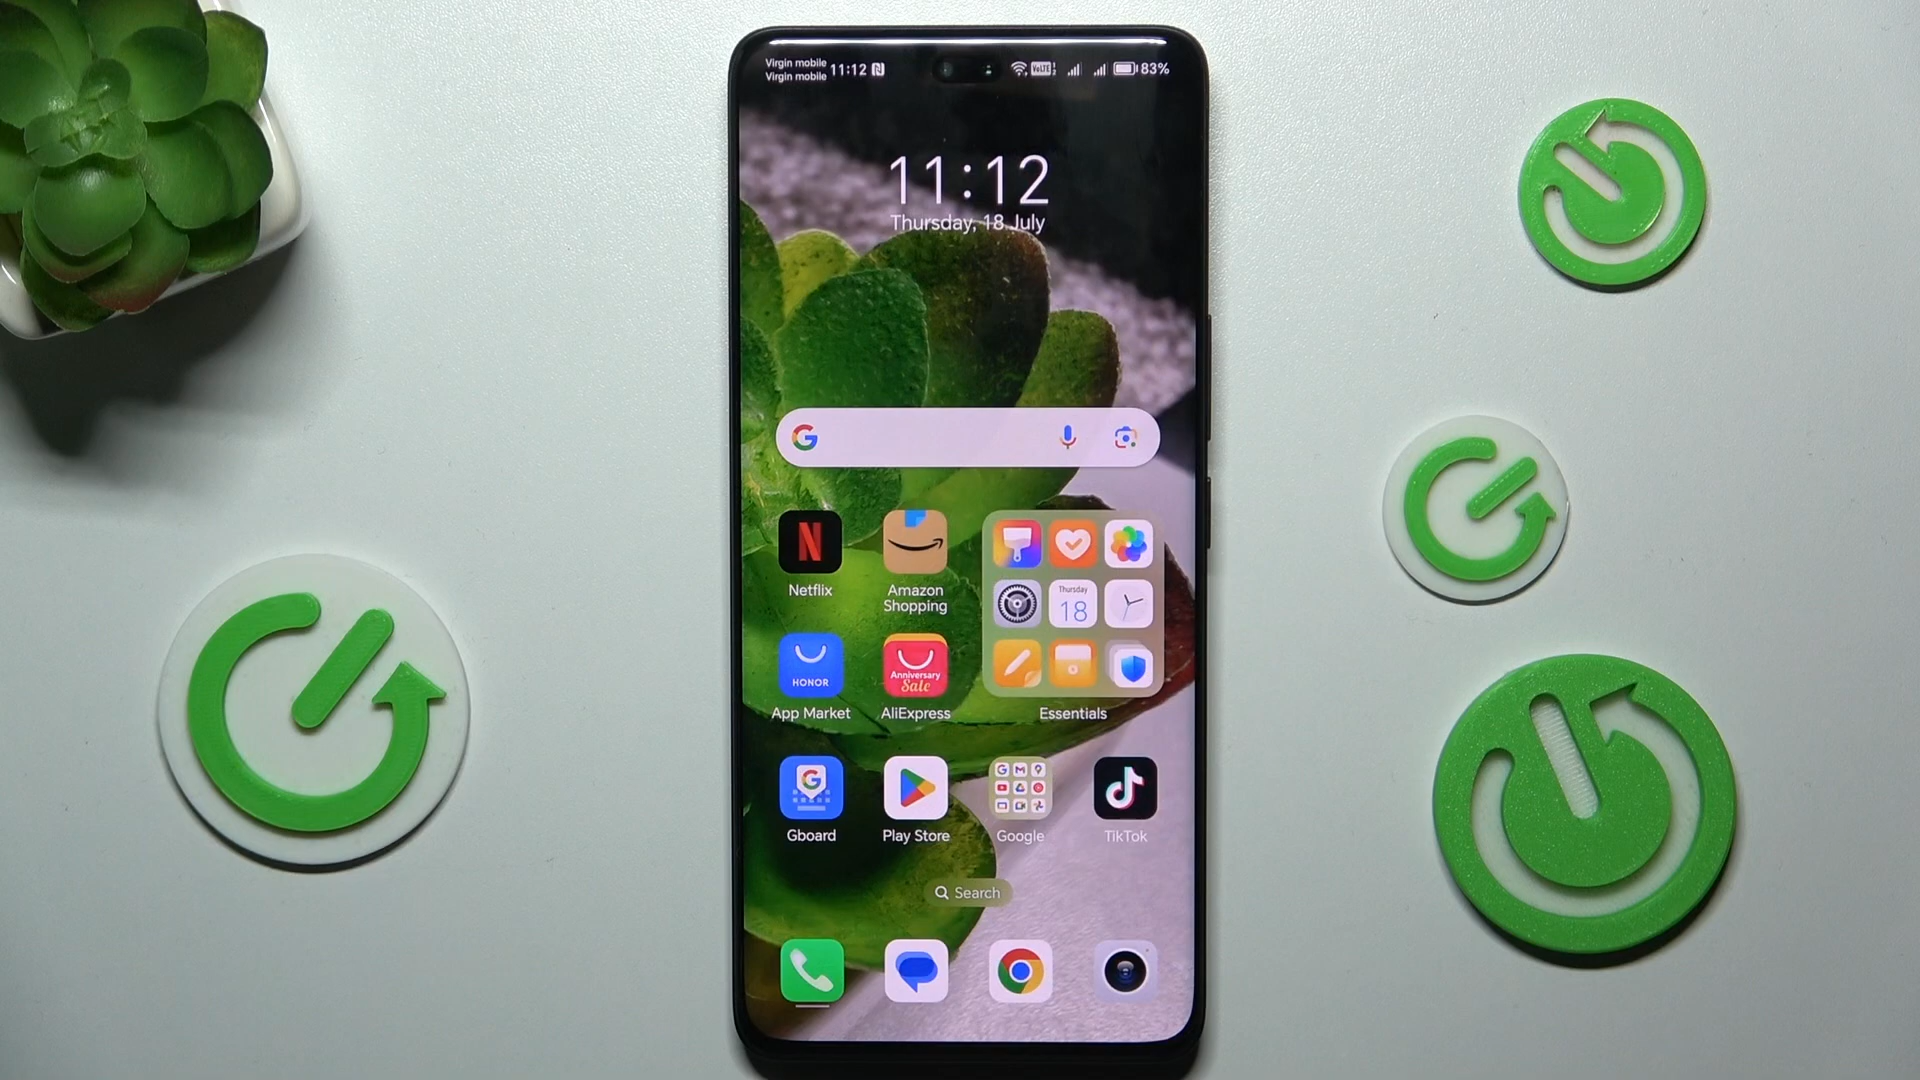 Virgin mobile
Virgin mobile
11:12
VoLTE
83%
11:12
Thursday, 18 July
Netflix
Amazon
Shopping
Thursday
18
HONOR
App Market
Anniversary
Sale
AliExpress
Essentials
Gboard
Play Store
Google
TikTok
Search